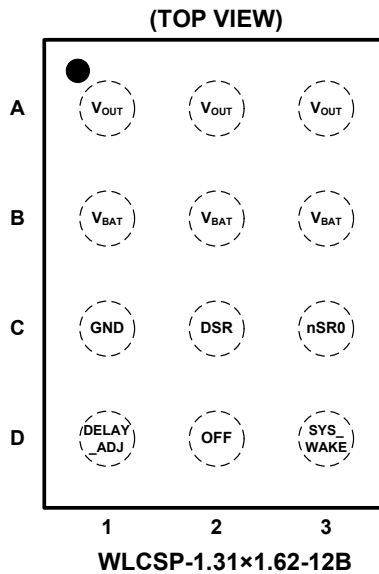 (TOP VIEW)
A VOUT VOUT VOUT
B VBAT VBAT VBAT
C GND DSR nSR0
D DELAY_ADJ OFF SYS_WAKE
1 2 3
WLCSP-1.31×1.62-12B